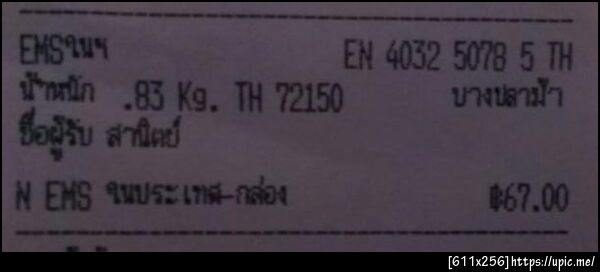 EMSในฯ EN 4032 5078 5 TH
น้ำหนัก .83 Kg. TH 72150 บางปลาม้า
ชื่อผู้รับ สานิตย์
N EMS ในประเทศ-กล่อง ฿67.00
[611x256]https://upic.me/